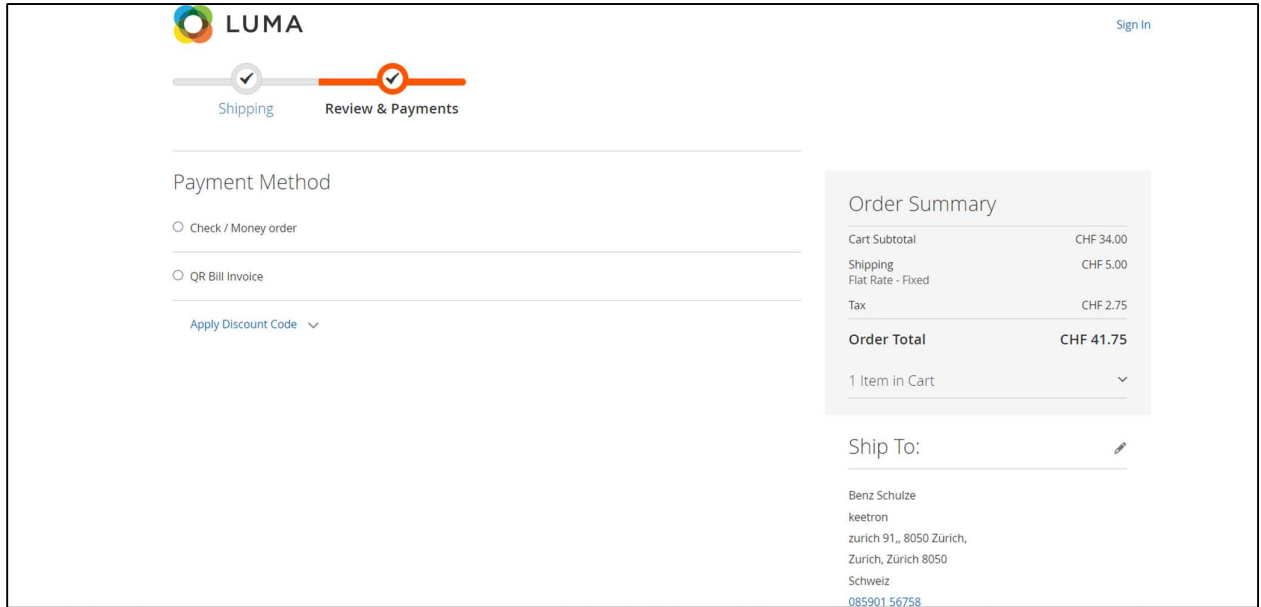 LUMA
Sign In
Shipping
Review & Payments
Payment Method
Check / Money order
QR Bill Invoice
Apply Discount Code
Order Summary
Cart Subtotal CHF 34.00
Shipping CHF 5.00
Flat Rate - Fixed
Tax CHF 2.75
Order Total CHF 41.75
1 Item in Cart
Ship To:
Benz Schulze
keetron
zurich 91,, 8050 Zürich,
Zurich, Zürich 8050
Schweiz
085901 56758